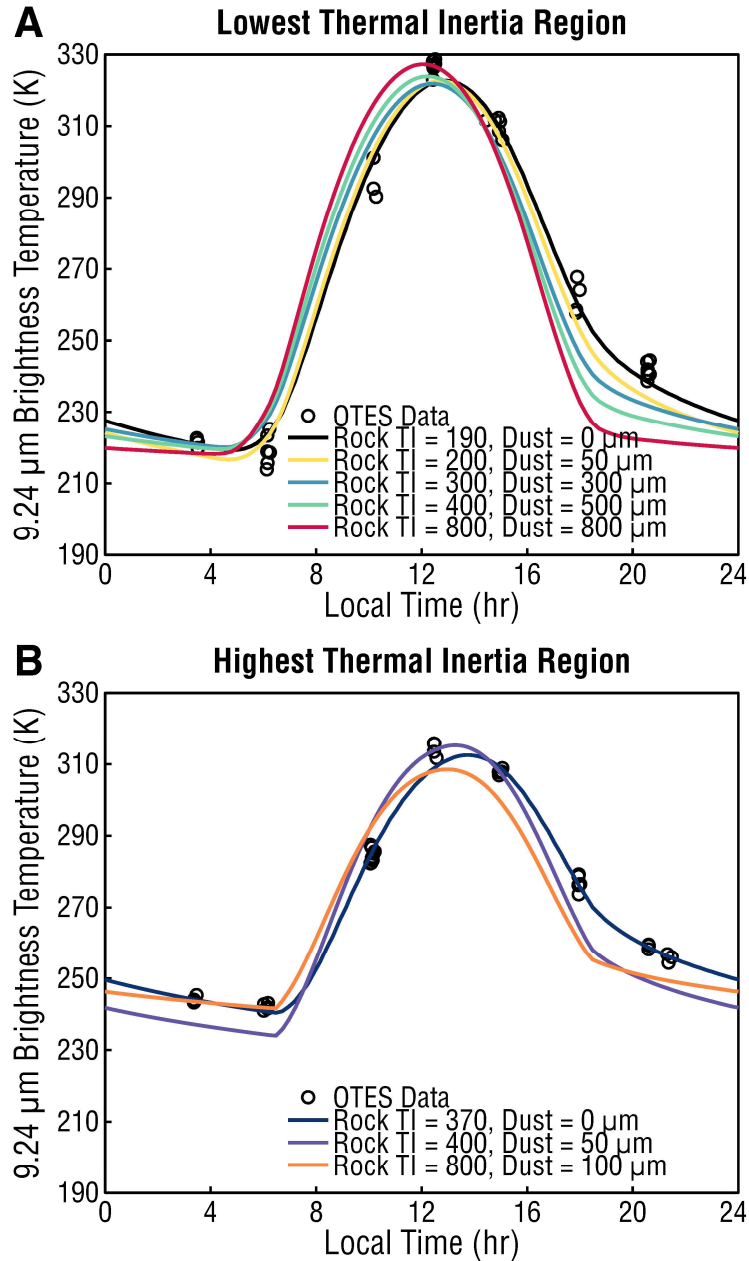 A
Lowest Thermal Inertia Region
9.24 µm Brightness Temperature (K)
330
310
290
270
250
230
210
190
OTES Data
Rock TI = 190, Dust = 0 µm
Rock TI = 200, Dust = 50 µm
Rock TI = 300, Dust = 300 µm
Rock TI = 400, Dust = 500 µm
Rock TI = 800, Dust = 800 µm
0 4 8 12 16 20 24
Local Time (hr)
B
Highest Thermal Inertia Region
9.24 µm Brightness Temperature (K)
330
310
290
270
250
230
210
190
OTES Data
Rock TI = 370, Dust = 0 µm
Rock TI = 400, Dust = 50 µm
Rock TI = 800, Dust = 100 µm
0 4 8 12 16 20 24
Local Time (hr)